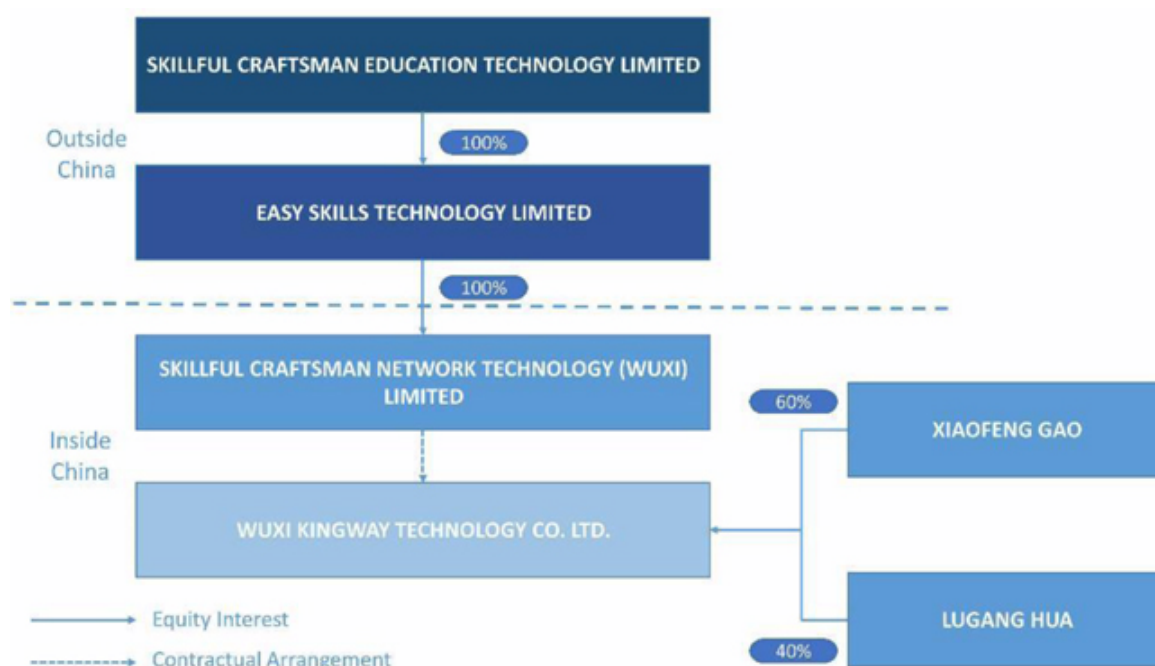 SKILLFUL CRAFTSMAN EDUCATION TECHNOLOGY LIMITED
Outside
China
100%
EASY SKILLS TECHNOLOGY LIMITED
100%
SKILLFUL CRAFTSMAN NETWORK TECHNOLOGY (WUXI)
LIMITED
60%
XIAOFENG GAO
Inside
China
WUXI KINGWAY TECHNOLOGY CO. LTD.
Equity Interest
LUGANG HUA
40%
Contractual Arrangement